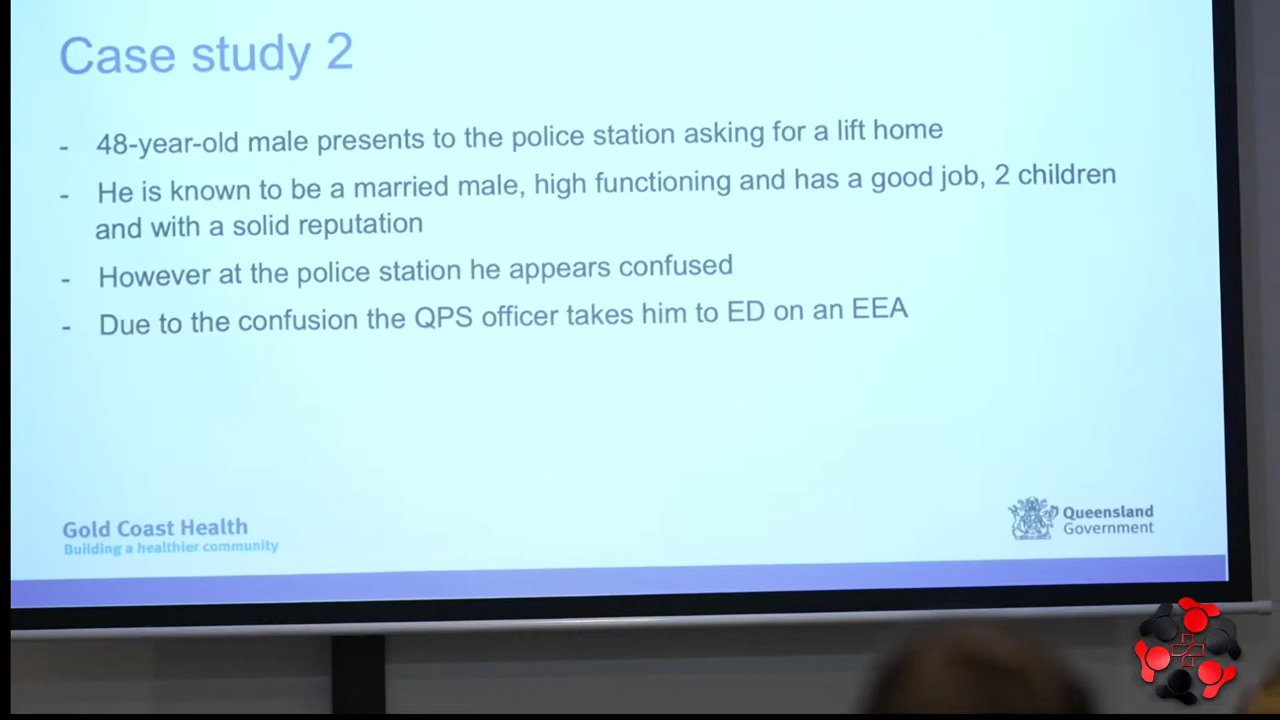 Case study 2
- 48-year-old male presents to the police station asking for a lift home
- He is known to be a married male, high functioning and has a good job, 2 children
and with a solid reputation
- However at the police station he appears confused
- Due to the confusion the QPS officer takes him to ED on an EEA
Gold Coast Health
Building a healthier community
Queensland
Government